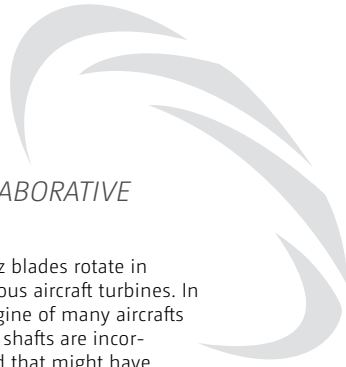 ABORATIVE
z blades rotate in
ous aircraft turbines. In
gine of many aircrafts
shafts are incor-
d that might have